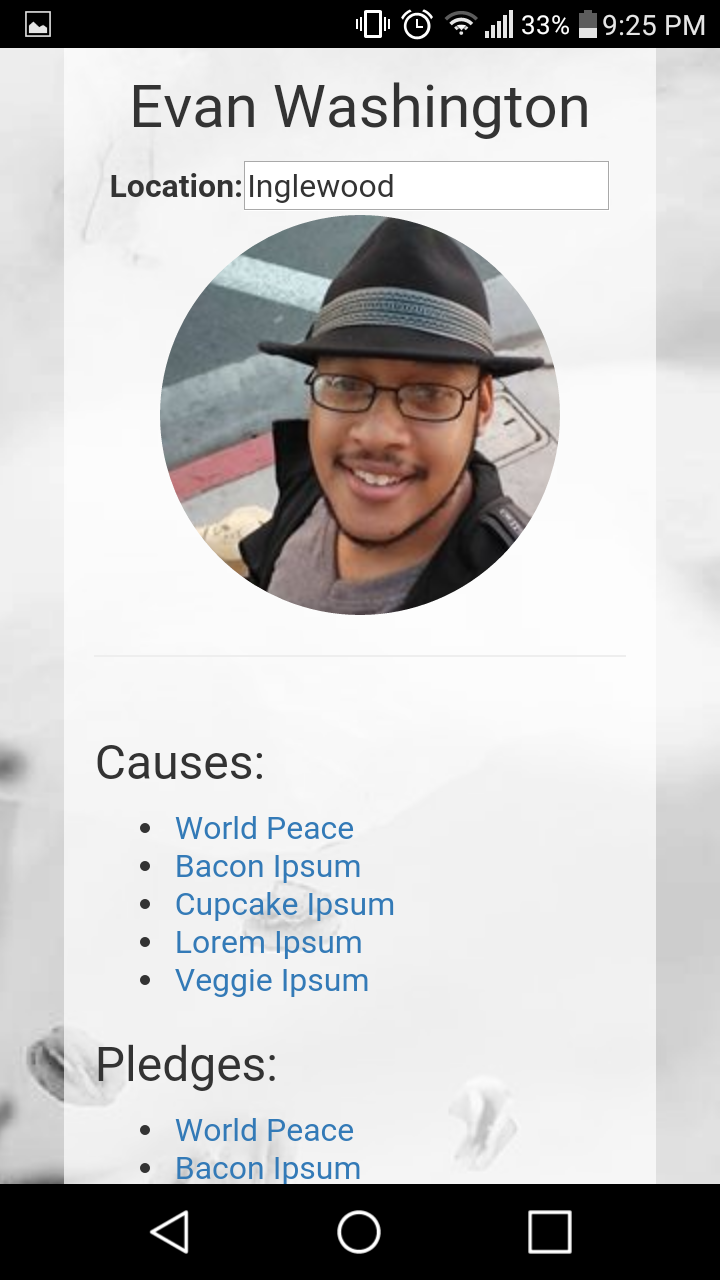 33% 9:25 PM
Evan Washington
Location: Inglewood
Causes:
World Peace
Bacon Ipsum
Cupcake Ipsum
Lorem Ipsum
Veggie Ipsum
Pledges:
World Peace
Bacon Ipsum